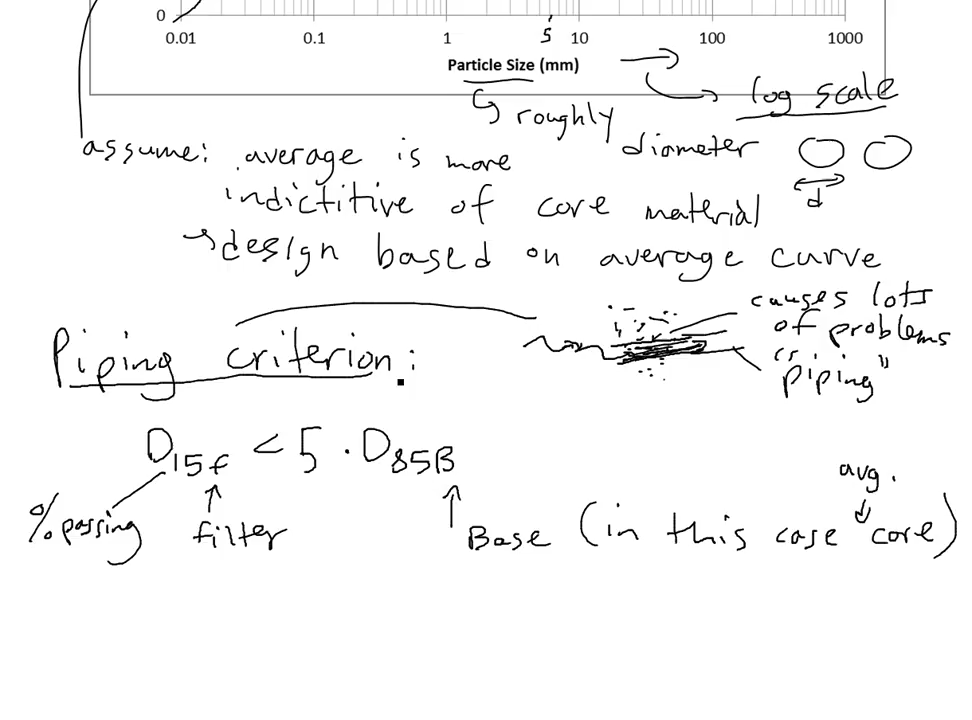 0
0.01 0.1 1 5 10 100 1000
Particle Size (mm)
log scale
roughly
diameter
d
assume: average is more
indictitive of core material
→design based on average curve
causes lots
of problems
"piping"
Piping criterion:
D15f < 5 · D85B
% passing
filter
avg.
Base (in this case core)